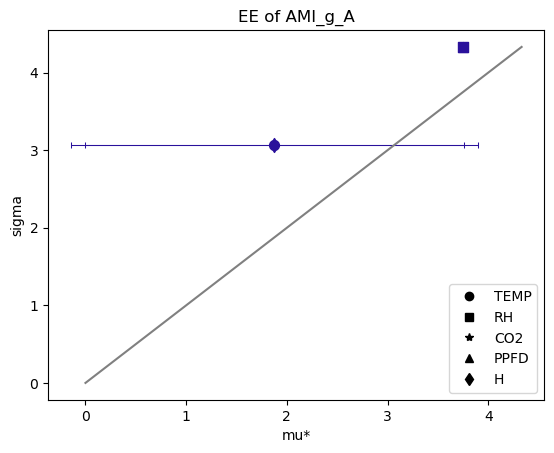 EE of AMI_g_A
sigma
4
3
2
1
0
TEMP
RH
CO2
PPFD
H
0 1 2 3 4
mu*